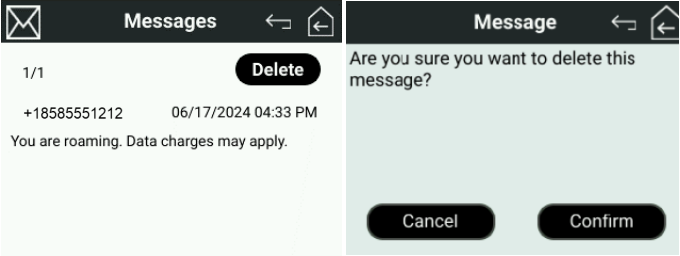 Messages
1/1
Delete
+18585551212 06/17/2024 04:33 PM
You are roaming. Data charges may apply.
Message
Are you sure you want to delete this
message?
Cancel
Confirm